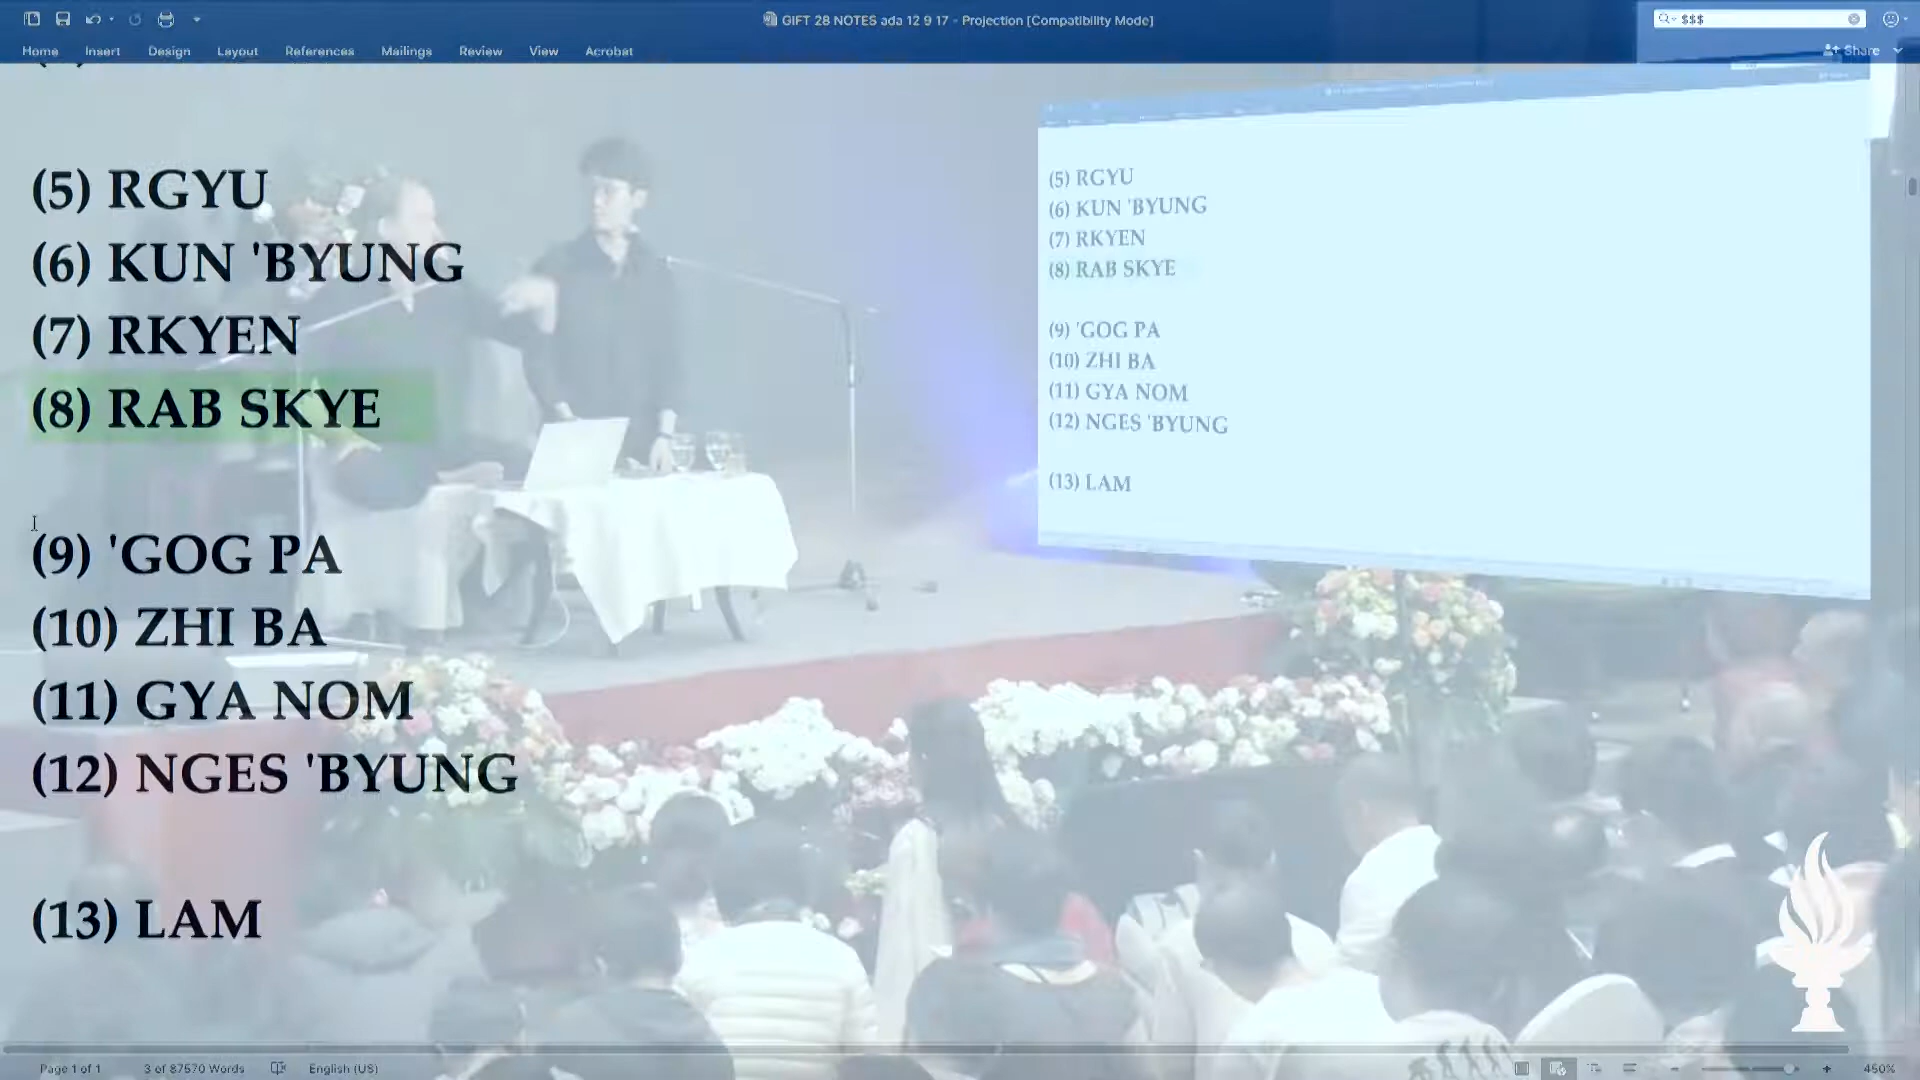 GIFT 28 NOTES ada 12 9 17 - Projection [Compatibility Mode]
$$$
Home Insert Design Layout References Mailings Review View Acrobat
Share
(5) RGYU
(6) KUN 'BYUNG
(7) RKYEN
(8) RAB SKYE
(9) 'GOG PA
(10) ZHI BA
(11) GYA NOM
(12) NGES 'BYUNG
(13) LAM
(5) RGYU
(6) KUN 'BYUNG
(7) RKYEN
(8) RAB SKYE
(9) 'GOG PA
(10) ZHI BA
(11) GYA NOM
(12) NGES 'BYUNG
(13) LAM
Page 1 of 1 3 of 87570 Words English (US) 450%